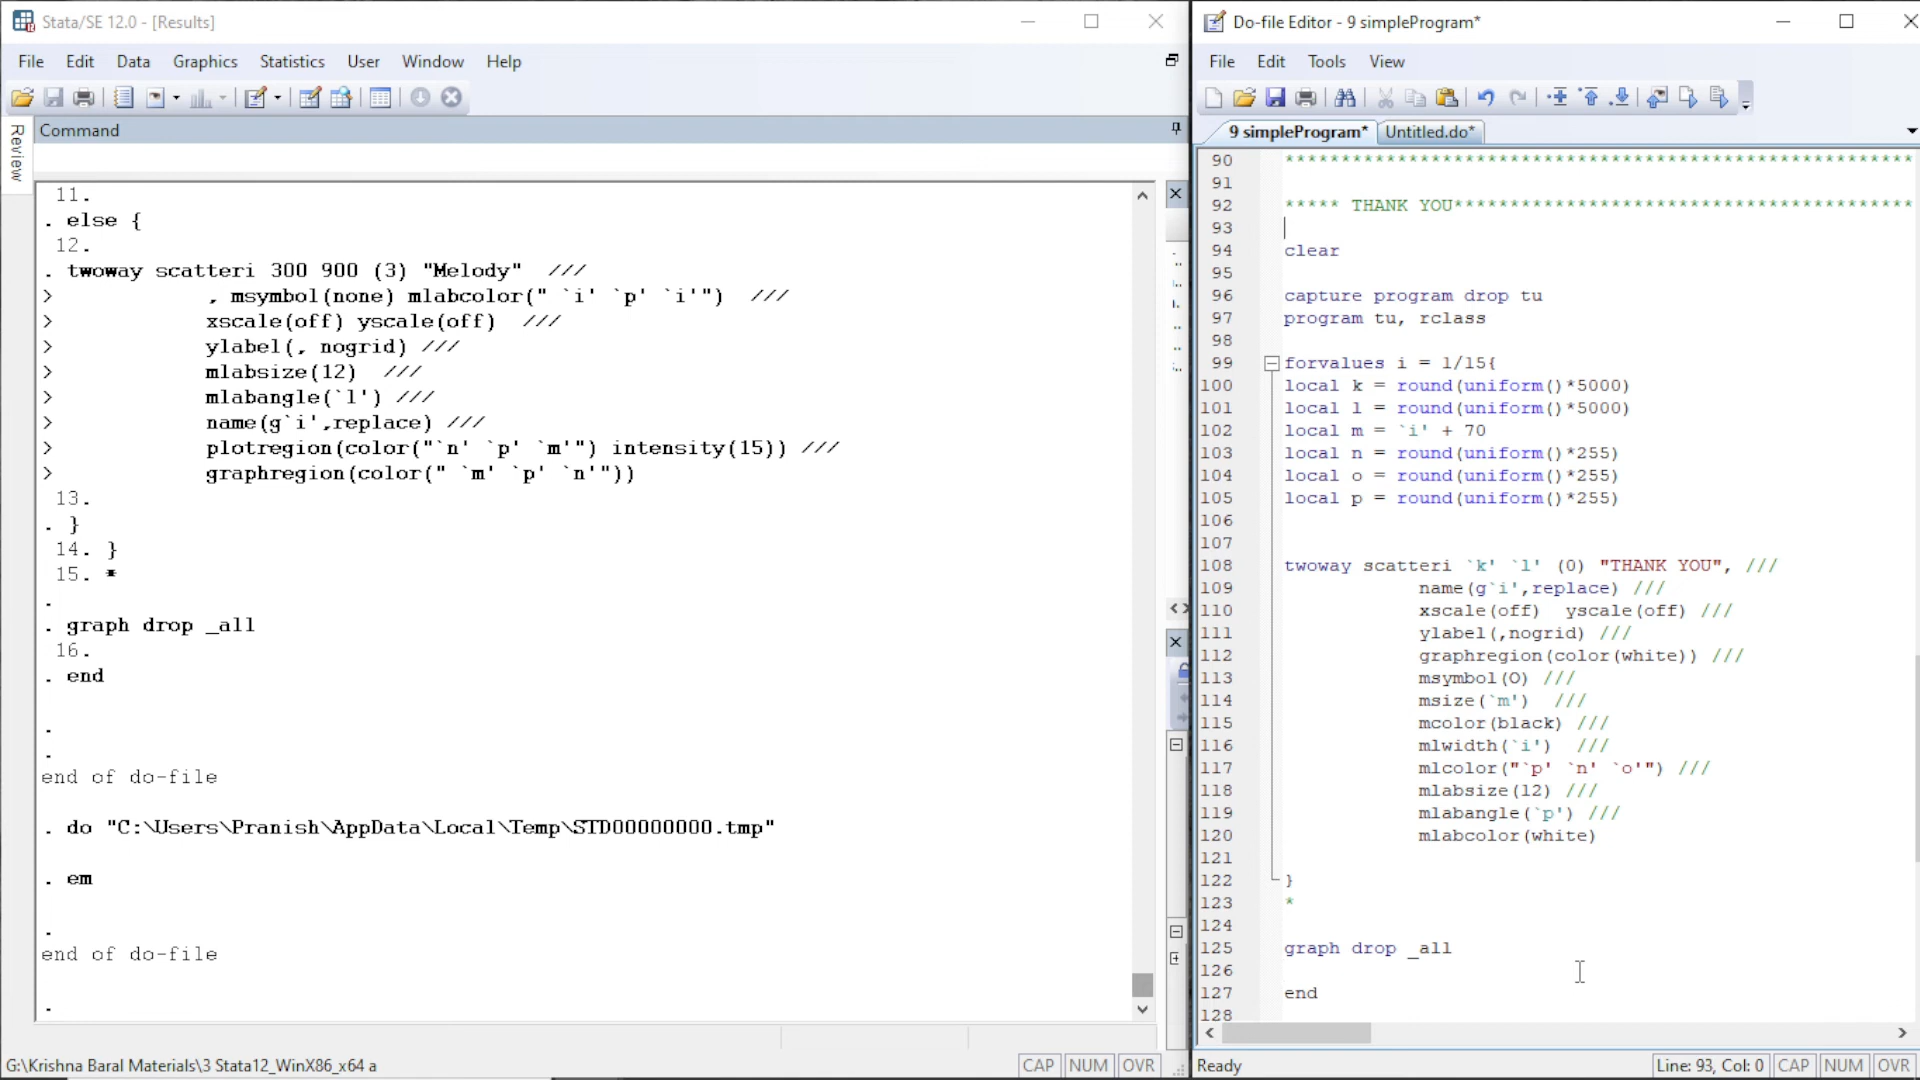 Stata/SE 12.0 - [Results]
File Edit Data Graphics Statistics User Window Help
Review
Command
11.
. else {
12.
. twoway scatteri 300 900 (3) "Melody" ///
> , msymbol(none) mlabcolor(" `i' `p' `i'") ///
> xscale(off) yscale(off) ///
> ylabel(, nogrid) ///
> mlabsize(12) ///
> mlabangle(`l') ///
> name(g`i',replace) ///
> plotregion(color("`n' `p' `m'") intensity(15)) ///
> graphregion(color(" `m' `p' `n'"))
13.
. }
14. }
15. *
.
. graph drop _all
16.
. end
.
.
end of do-file
. do "C:\Users\Pranish\AppData\Local\Temp\STD00000000.tmp"
. em
.
end of do-file
.
G:\Krishna Baral Materials\3 Stata12_WinX86_x64 a
CAP NUM OVR
Do-file Editor - 9 simpleProgram*
File Edit Tools View
9 simpleProgram* Untitled.do*
90 ********************************************************
91
92 ***** THANK YOU*****************************************
93
94 clear
95
96 capture program drop tu
97 program tu, rclass
98
99 forvalues i = 1/15{
100 local k = round(uniform()*5000)
101 local l = round(uniform()*5000)
102 local m = `i' + 70
103 local n = round(uniform()*255)
104 local o = round(uniform()*255)
105 local p = round(uniform()*255)
106
107
108 twoway scatteri `k' `l' (0) "THANK YOU", ///
109 name(g`i',replace) ///
110 xscale(off) yscale(off) ///
111 ylabel(,nogrid) ///
112 graphregion(color(white)) ///
113 msymbol(O) ///
114 msize(`m') ///
115 mcolor(black) ///
116 mlwidth(`i') ///
117 mlcolor("`p' `n' `o'") ///
118 mlabsize(12) ///
119 mlabangle(`p') ///
120 mlabcolor(white)
121
122 }
123 *
124
125 graph drop _all
126
127 end
128
Ready
Line: 93, Col: 0 CAP NUM OVR